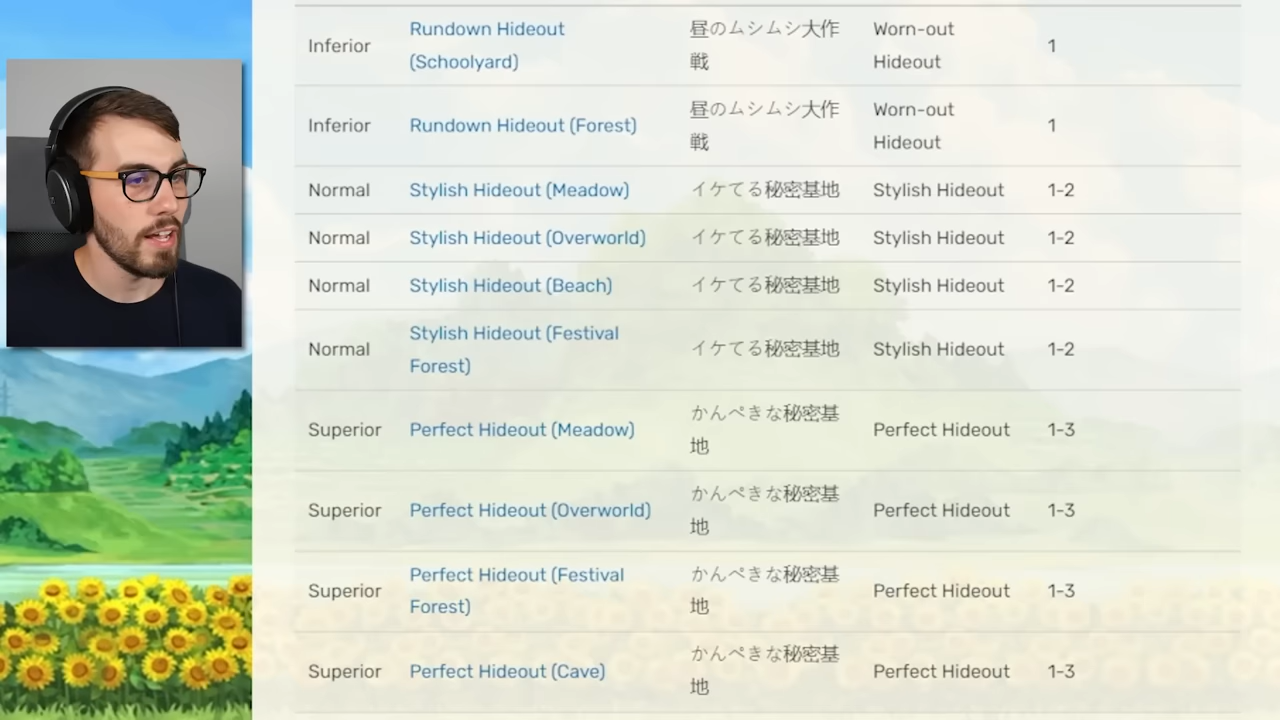 Inferior Rundown Hideout 昼のムシムシ大作 Worn-out 1
(Schoolyard) 戦 Hideout
Inferior Rundown Hideout (Forest) 昼のムシムシ大作 Worn-out 1
戦 Hideout
Normal Stylish Hideout (Meadow) イケてる秘密基地 Stylish Hideout 1-2
Normal Stylish Hideout (Overworld) イケてる秘密基地 Stylish Hideout 1-2
Normal Stylish Hideout (Beach) イケてる秘密基地 Stylish Hideout 1-2
Normal Stylish Hideout (Festival イケてる秘密基地 Stylish Hideout 1-2
Forest)
Superior Perfect Hideout (Meadow) かんぺきな秘密基 Perfect Hideout 1-3
地
Superior Perfect Hideout (Overworld) かんぺきな秘密基 Perfect Hideout 1-3
地
Superior Perfect Hideout (Festival かんぺきな秘密基 Perfect Hideout 1-3
Forest) 地
Superior Perfect Hideout (Cave) かんぺきな秘密基 Perfect Hideout 1-3
地